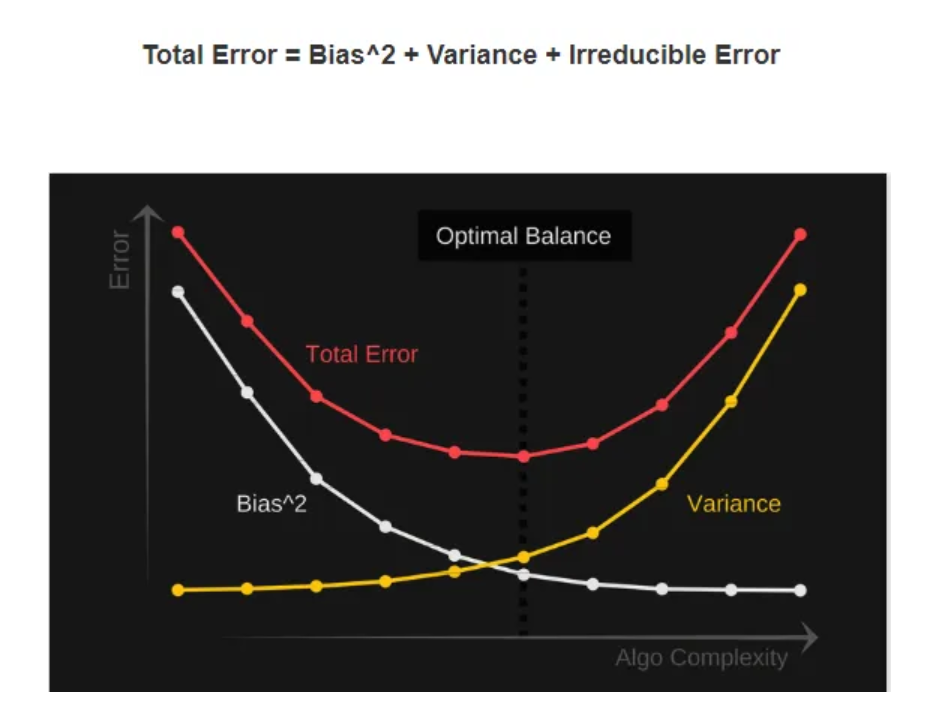 Total Error = Bias^2 + Variance + Irreducible Error
Optimal Balance
Error
Total Error
Bias^2
Variance
Algo Complexity